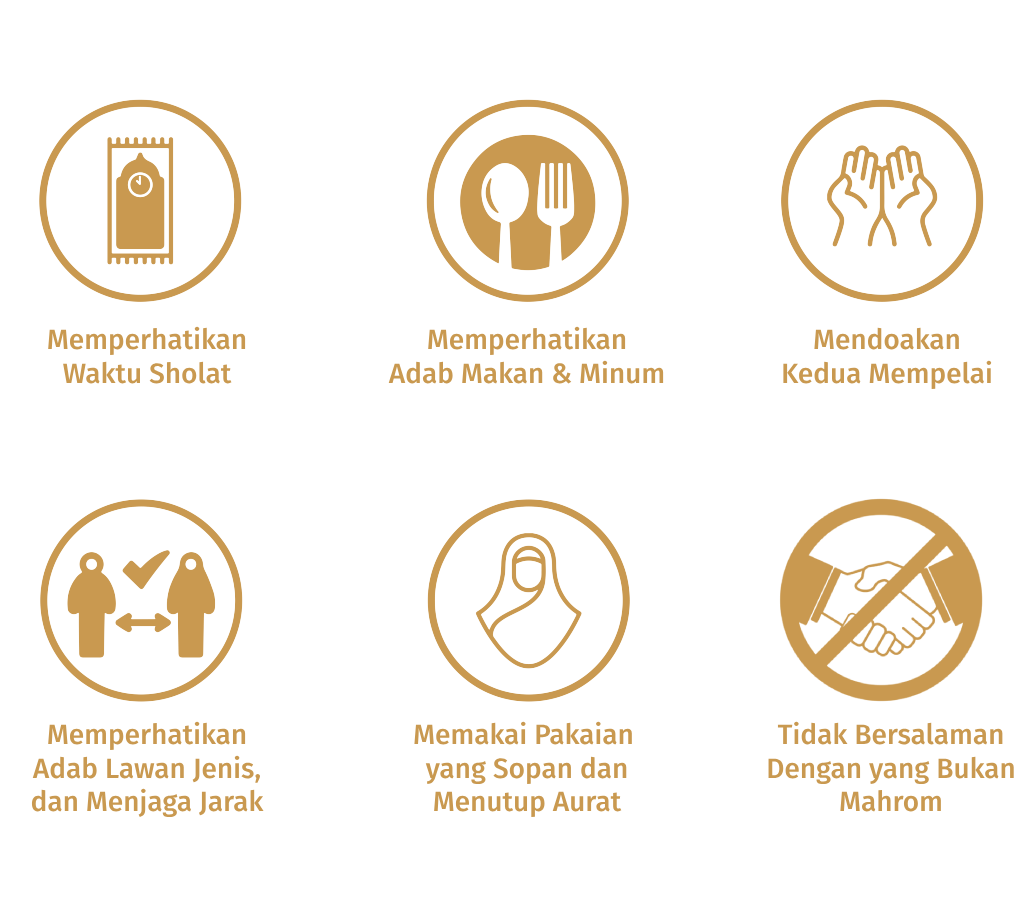 Memperhatikan
Waktu Sholat
Memperhatikan
Adab Makan & Minum
Mendoakan
Kedua Mempelai
Memperhatikan
Adab Lawan Jenis,
dan Menjaga Jarak
Memakai Pakaian
yang Sopan dan
Menutup Aurat
Tidak Bersalaman
Dengan yang Bukan
Mahrom